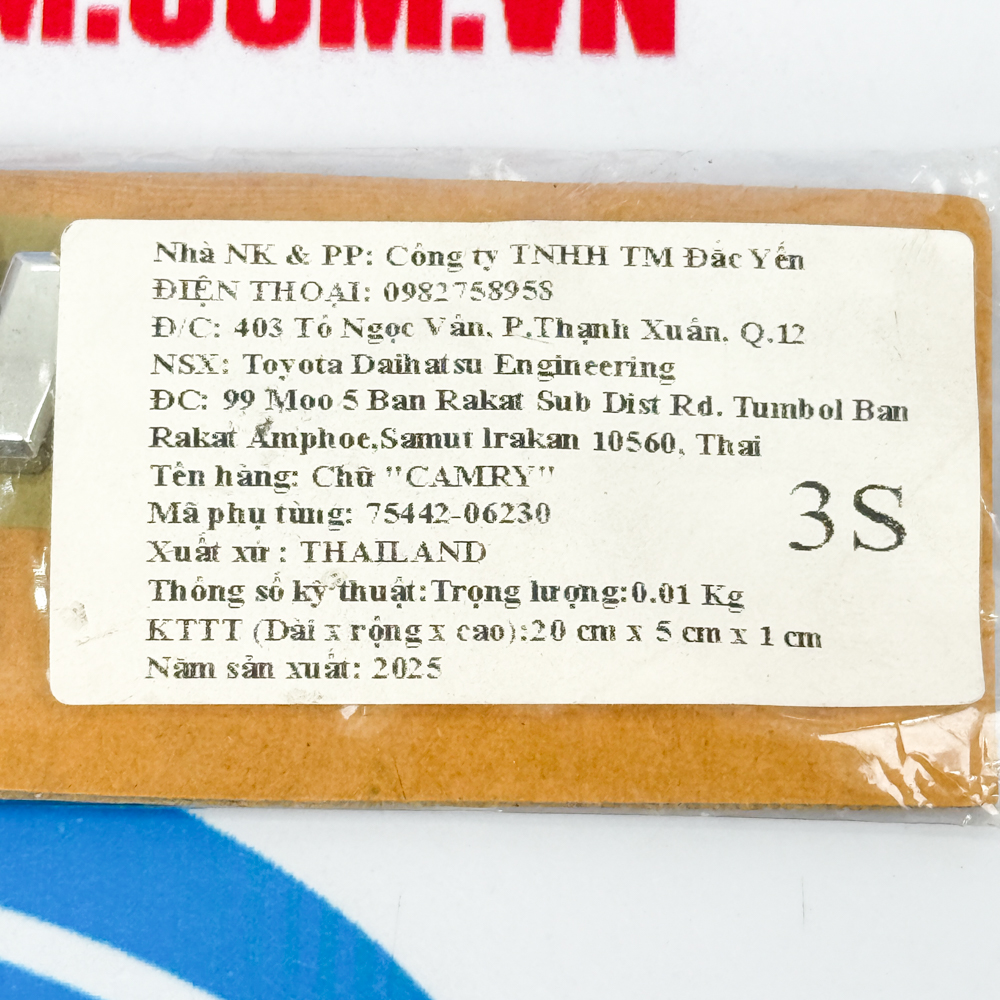 M.COM.VN
Nhà NK & PP: Công ty TNHH TM Đắc Yến
ĐIỆN THOẠI: 0982758958
Đ/C: 403 Tô Ngọc Vân, P.Thạnh Xuân, Q.12
NSX: Toyota Daihatsu Engineering
ĐC: 99 Moo 5 Ban Rakat Sub Dist Rd. Tumbol Ban
Rakat Amphoe,Samut lrakan 10560, Thai
Tên hàng: Chữ "CAMRY"
Mã phụ tùng: 75442-06230
Xuất xứ : THAILAND
3S
Thông số kỹ thuật:Trọng lượng:0.01 Kg
KTTT (Dài x rộng x cao):20 cm x 5 cm x 1 cm
Năm sản xuất: 2025